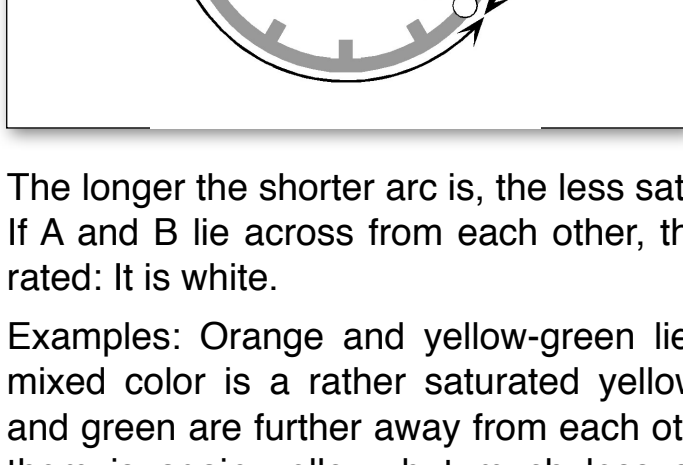 The longer the shorter arc is, the less sat
If A and B lie across from each other, th
rated: It is white.
Examples: Orange and yellow-green lie
mixed color is a rather saturated yellow
and green are further away from each ot